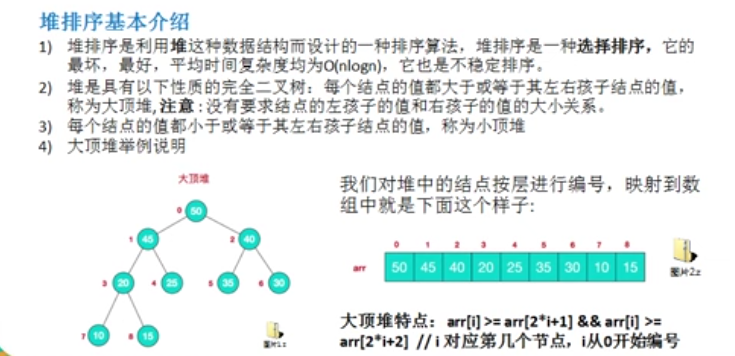 堆排序基本介绍
1) 堆排序是利用堆这种数据结构而设计的一种排序算法，堆排序是一种选择排序，它的
最坏，最好，平均时间复杂度均为O(nlogn)，它也是不稳定排序。
2) 堆是具有以下性质的完全二叉树：每个结点的值都大于或等于其左右孩子结点的值，
称为大顶堆, 注意 : 没有要求结点的左孩子的值和右孩子的值的大小关系。
3) 每个结点的值都小于或等于其左右孩子结点的值，称为小顶堆
4) 大顶堆举例说明
大顶堆
0 50
1 45 2 40
3 20 4 25 5 35 6 30
7 10 8 15
图片1z
我们对堆中的结点按层进行编号，映射到数
组中就是下面这个样子:
0 1 2 3 4 5 6 7 8
arr 50 45 40 20 25 35 30 10 15
图片2z
大顶堆特点：arr[i] >= arr[2*i+1] && arr[i] >=
arr[2*i+2] // i 对应第几个节点，i从0开始编号